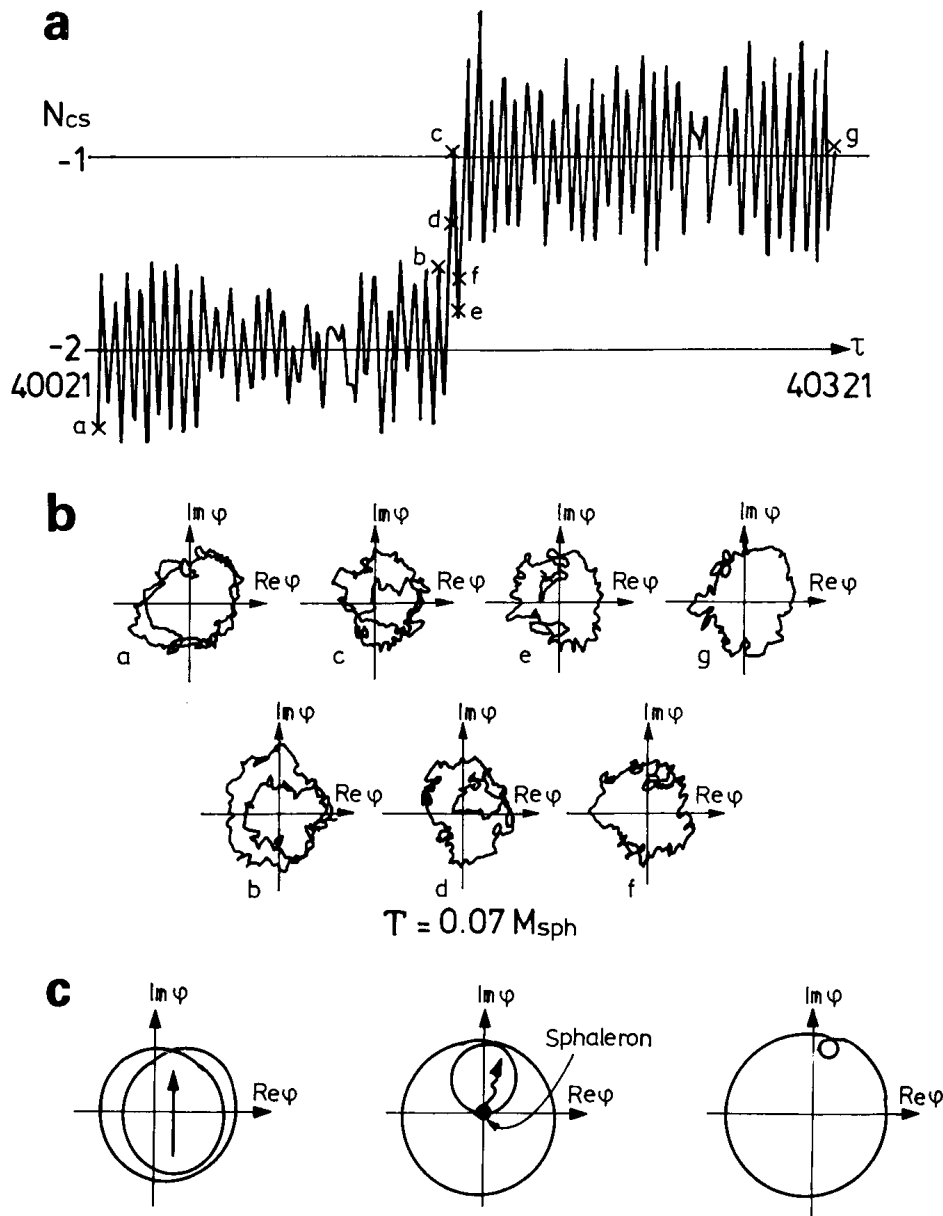 a
Ncs
-1
c
g
d
b
f
e
-2
τ
40021
40321
a
b
Im φ
Im φ
Im φ
Im φ
Re φ
Re φ
Re φ
Re φ
a
c
e
g
Im φ
Im φ
Im φ
Re φ
Re φ
Re φ
b
d
f
T = 0.07 Msph
c
Im φ
Im φ
Im φ
Sphaleron
Re φ
Re φ
Re φ